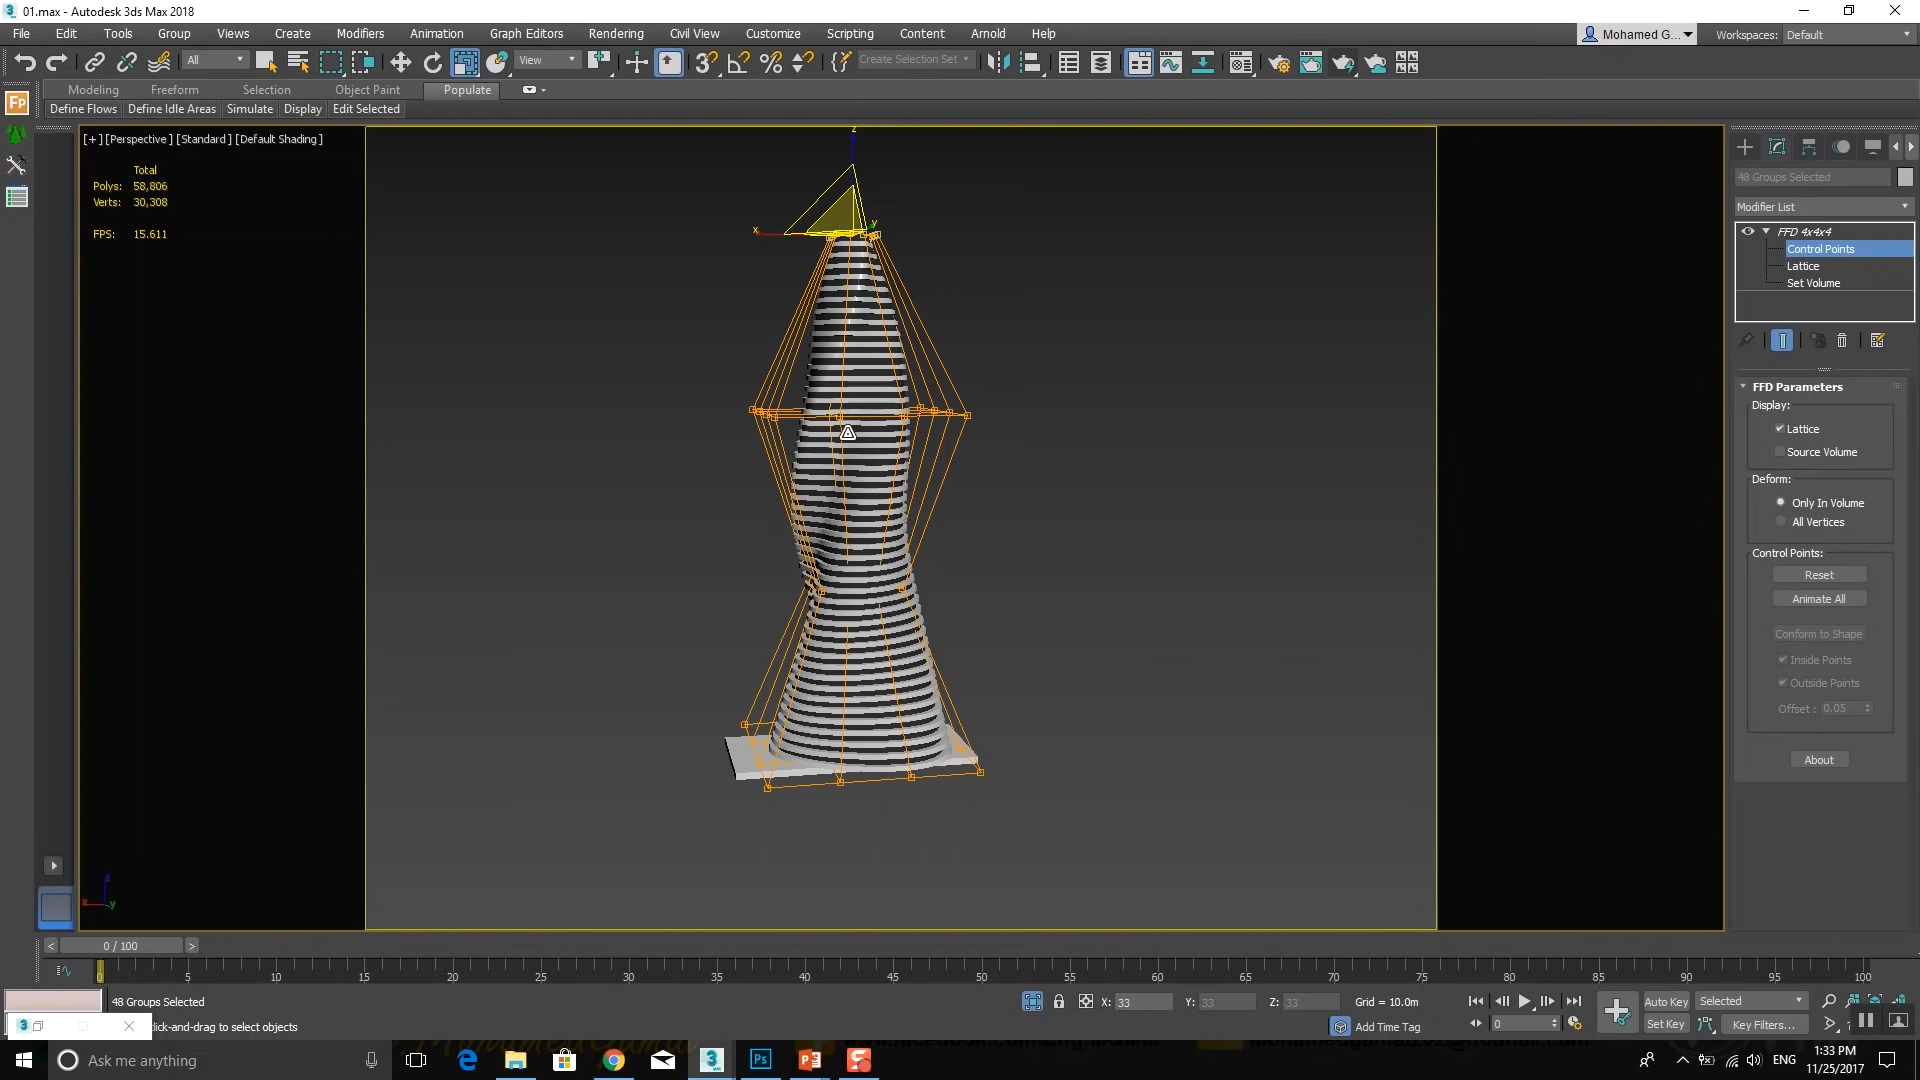 01.max - Autodesk 3ds Max 2018
File Edit Tools Group Views Create Modifiers Animation Graph Editors Rendering Civil View Customize Scripting Content Arnold Help
Mohamed G... Workspaces: Default
All View Create Selection Set
Modeling Freeform Selection Object Paint Populate
Define Flows Define Idle Areas Simulate Display Edit Selected
[+] [Perspective] [Standard] [Default Shading]
Total
Polys: 58,806
Verts: 30,308
FPS: 15.611
z
x
y
48 Groups Selected
Modifier List
FFD 4x4x4
Control Points
Lattice
Set Volume
FFD Parameters
Display:
Lattice
Source Volume
Deform:
Only In Volume
All Vertices
Control Points:
Reset
Animate All
Conform to Shape
Inside Points
Outside Points
Offset: 0.05
About
z
x
y
< 0 / 100 >
0 5 10 15 20 25 30 35 40 45 50 55 60 65 70 75 80 85 90 95 100
48 Groups Selected
X: 33 Y: 33 Z: 33 Grid = 10.0m
Auto Key Selected
click-and-drag to select objects
Add Time Tag
0
Set Key Key Filters...
Ask me anything
ENG
1:33 PM
11/25/2017